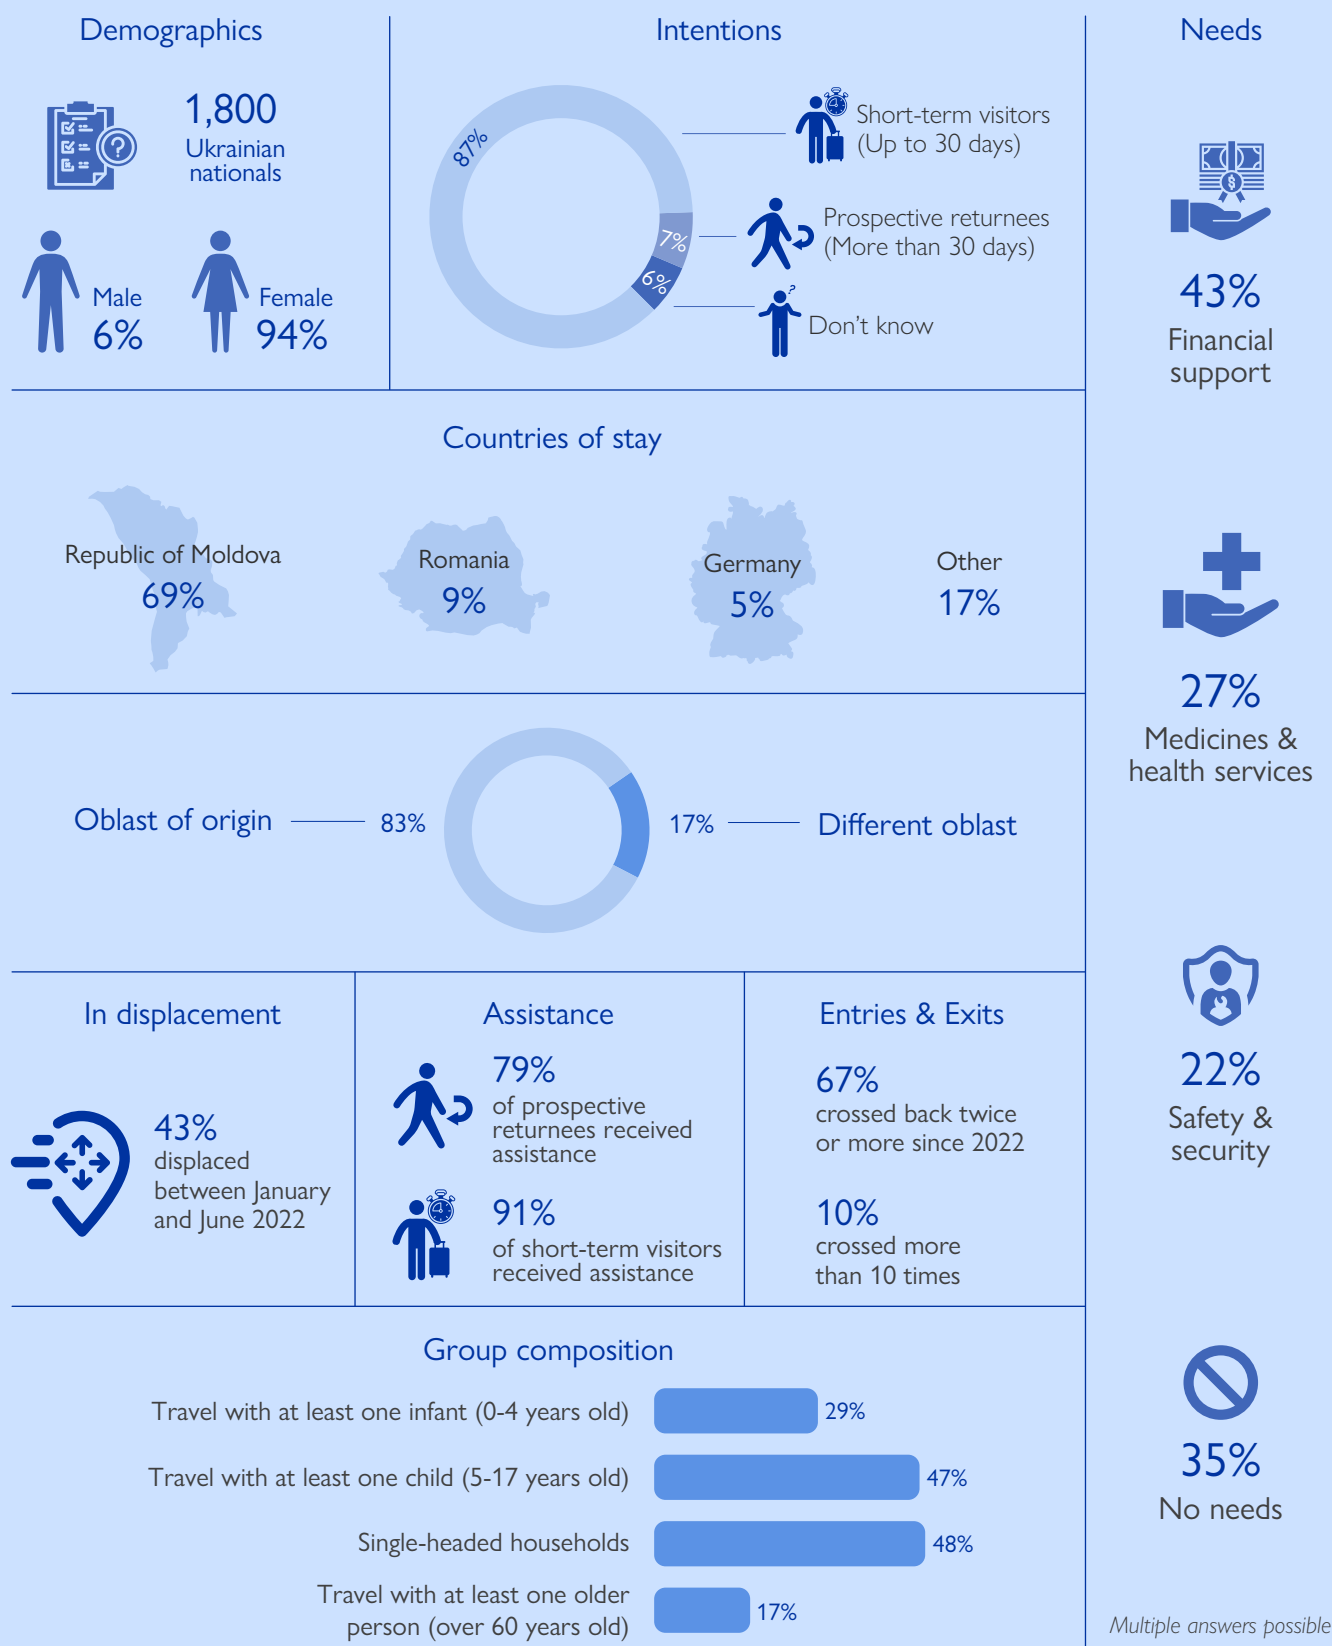 Demographics
1,800
Ukrainian
nationals
Male
6%
Female
94%
Intentions
87%
7%
6%
Short-term visitors
(Up to 30 days)
Prospective returnees
(More than 30 days)
?
Don't know
Countries of stay
Republic of Moldova
69%
Romania
9%
Germany
5%
Other
17%
Oblast of origin
83%
17%
Different oblast
In displacement
43%
displaced
between January
and June 2022
Assistance
79%
of prospective
returnees received
assistance
91%
of short-term visitors
received assistance
Entries & Exits
67%
crossed back twice
or more since 2022
10%
crossed more
than 10 times
Group composition
Travel with at least one infant (0-4 years old)
29%
Travel with at least one child (5-17 years old)
47%
Single-headed households
48%
Travel with at least one older
person (over 60 years old)
17%
Needs
$
43%
Financial
support
27%
Medicines &
health services
22%
Safety &
security
35%
No needs
Multiple answers possible